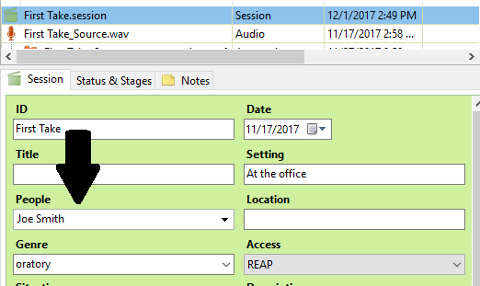 First Take.session Session 12/1/2017 2:49 PM
First Take_Source.wav Audio 11/17/2017 2:58 ...
Session Status & Stages Notes
ID Date
First Take 11/17/2017
Title Setting
At the office
People Location
Joe Smith
Genre Access
oratory REAP